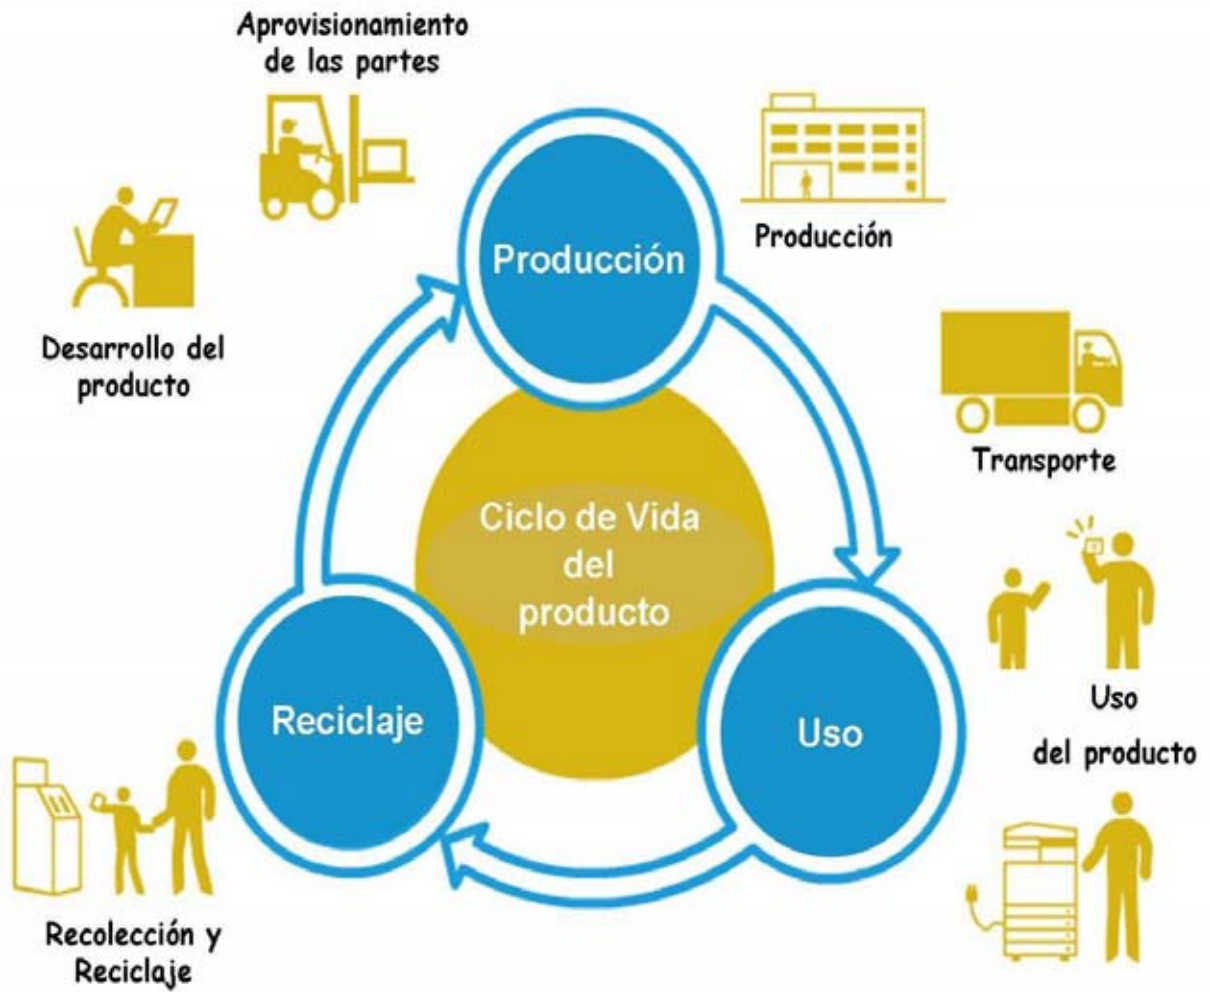 Aprovisionamiento
de las partes
Producción
Producción
Desarrollo del
producto
Transporte
Ciclo de Vida
del
producto
Reciclaje
Uso
Uso
del producto
Recolección y
Reciclaje